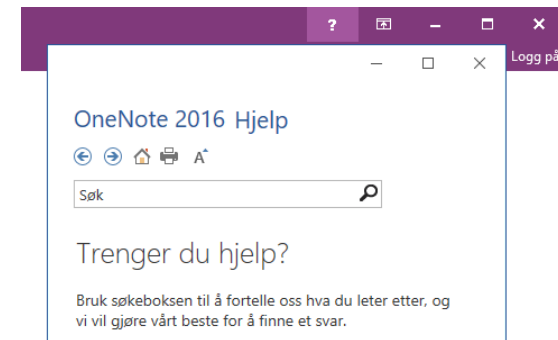 ?
Logg på
OneNote 2016 Hjelp
A
Søk
Trenger du hjelp?
Bruk søkeboksen til å fortelle oss hva du leter etter, og
vi vil gjøre vårt beste for å finne et svar.